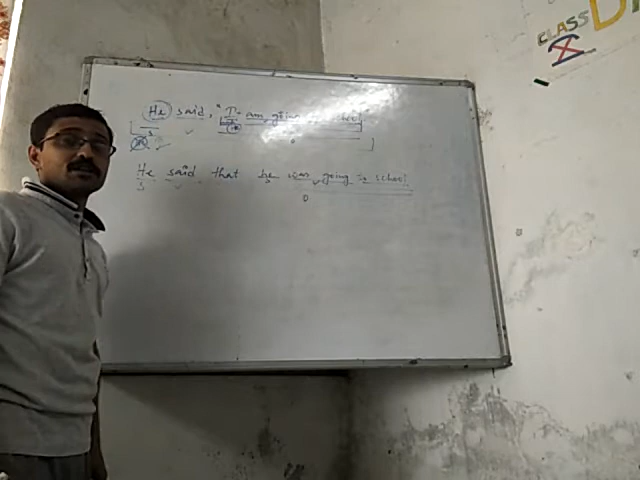 He said, "I am going to school
S
He said that he was going to school
S
O
CLASS
X